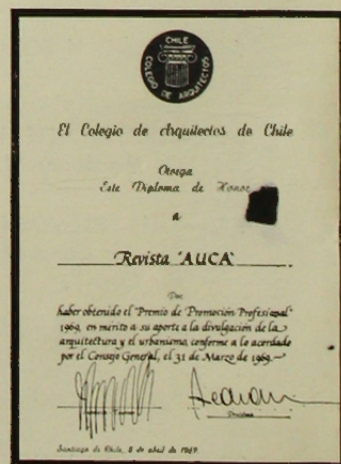 CHILE
COLEGIO DE ARQUITECTOS
El Colegio de Arquitectos de Chile
Otorga
Este Diploma de Honor
a
Revista "AUCA"
Por
haber obtenido el "Premio de Promoción Profesional"
1969, en merito a su aporte a la divulgación de la
arquitectura y el urbanismo, conforme a lo acordado
por el Consejo General, el 31 de Marzo de 1969.—
Presidente
Santiago de Chile, 8 de abril de 1969.